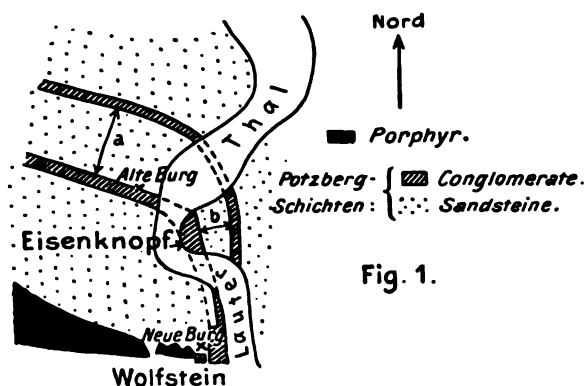 Nord
Porphyr.
Potzberg- Conglomerate.
Schichten: Sandsteine.
Fig. 1.
Thal
a
Alte Burg
b
Eisenknopf
Lauter
Neue Burg
Wolfstein